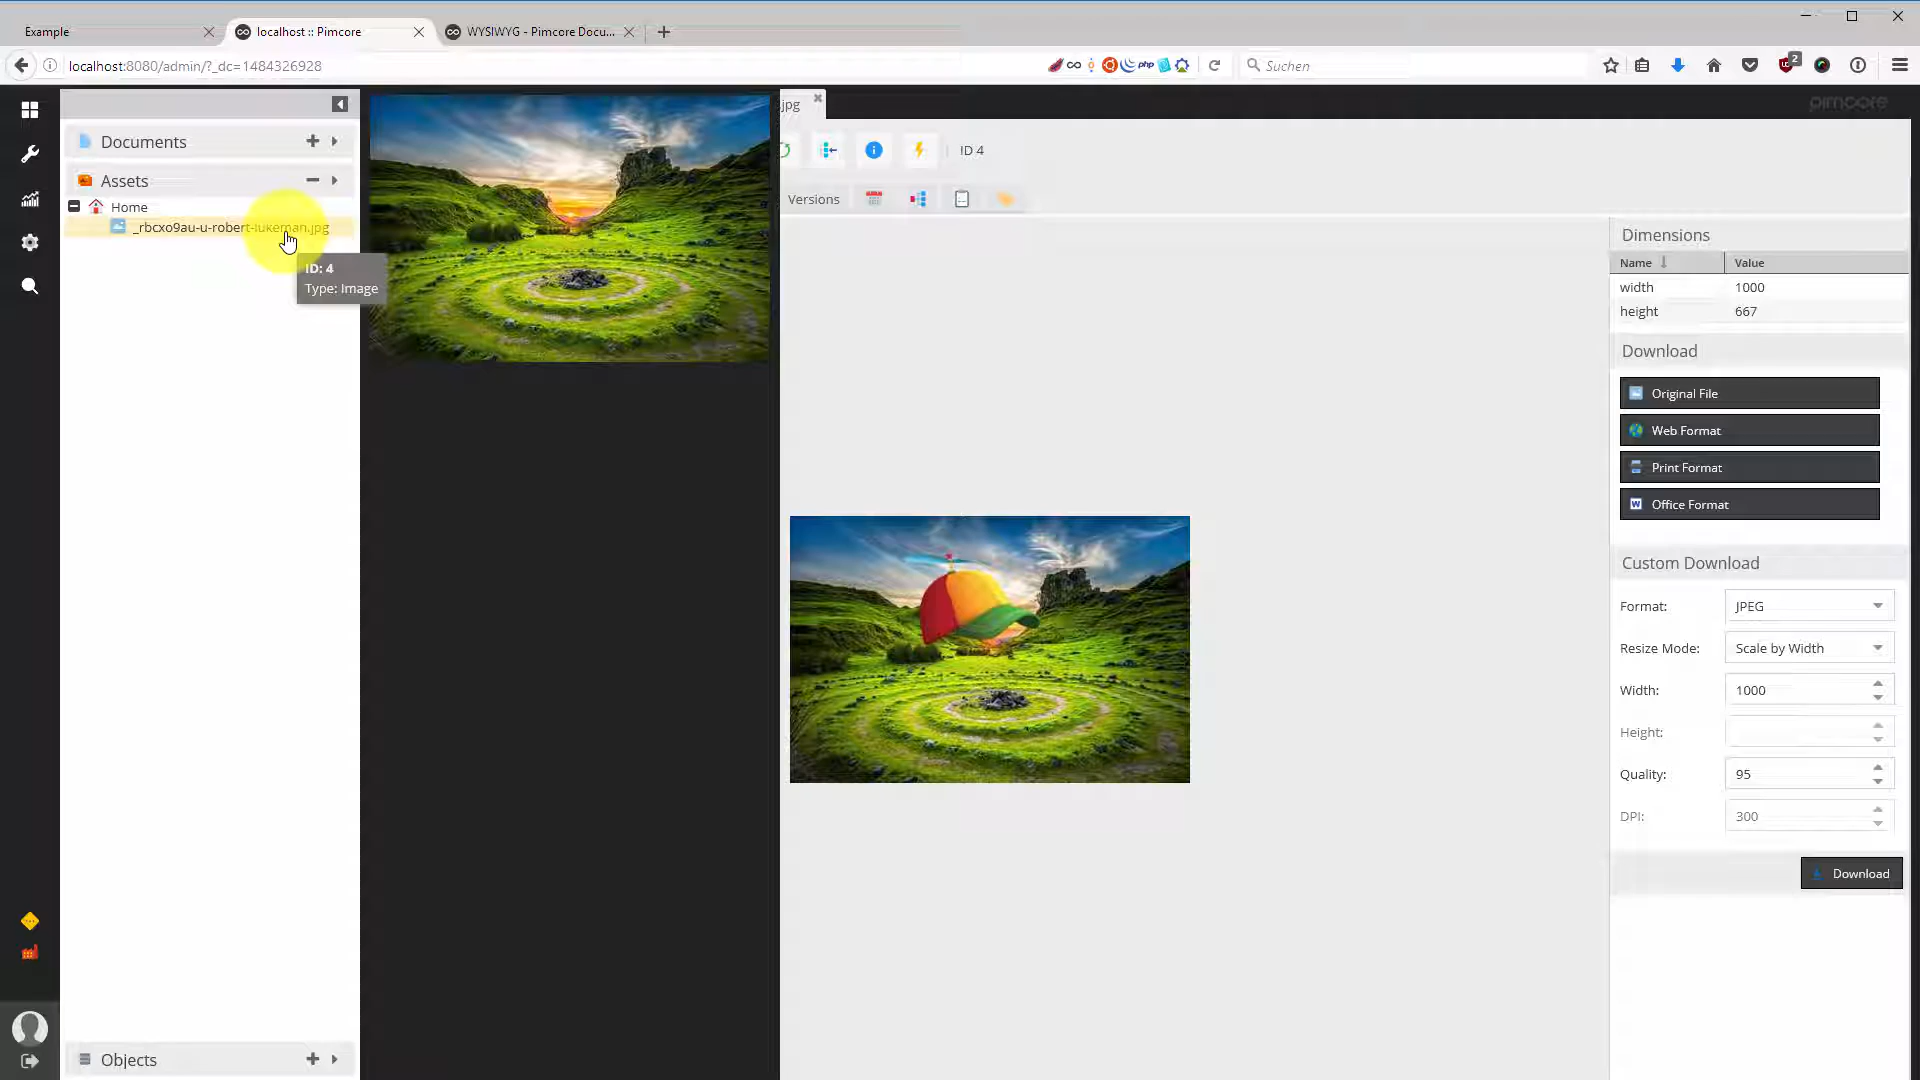 Example
localhost :: Pimcore
WYSIWYG - Pimcore Docu...
localhost:8080/admin/?_dc=1484326928
php
2
Suchen
pimcore
Documents
Assets
Home
_rbcxo9au-u-robert-lukeman.jpg
ID: 4
Type: Image
Objects
jpg
ID 4
Versions
Dimensions
Name
Value
width
1000
height
667
Download
Original File
Web Format
Print Format
Office Format
Custom Download
Format:
JPEG
Resize Mode:
Scale by Width
Width:
1000
Height:
Quality:
95
DPI:
300
Download